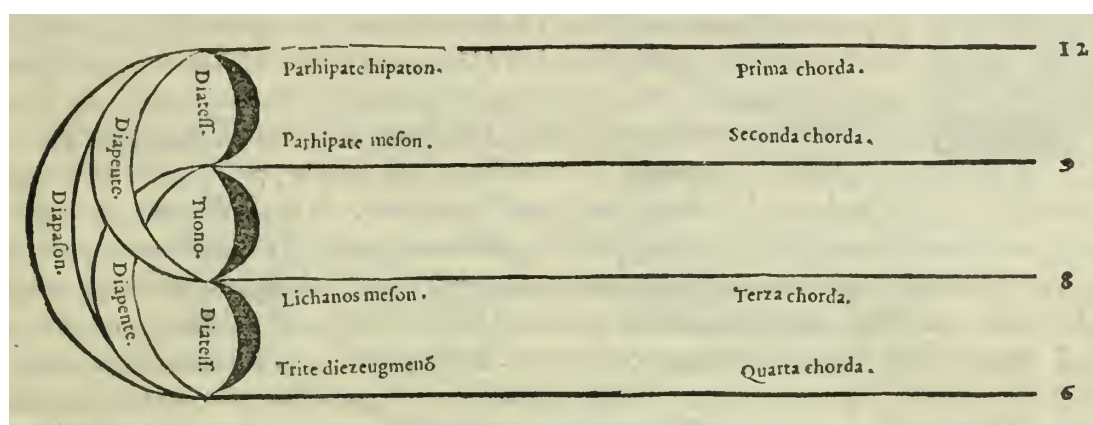 12
Parhipate hipaton. Prima chorda.
Diateſſ.
Diapente.
Parhipate meſon. Seconda chorda.
9
Diapaſon.
Tuono.
8
Diapente.
Diateſſ.
Lichanos meſon. Terza chorda.
Trite diezeugmenō Quarta chorda.
6